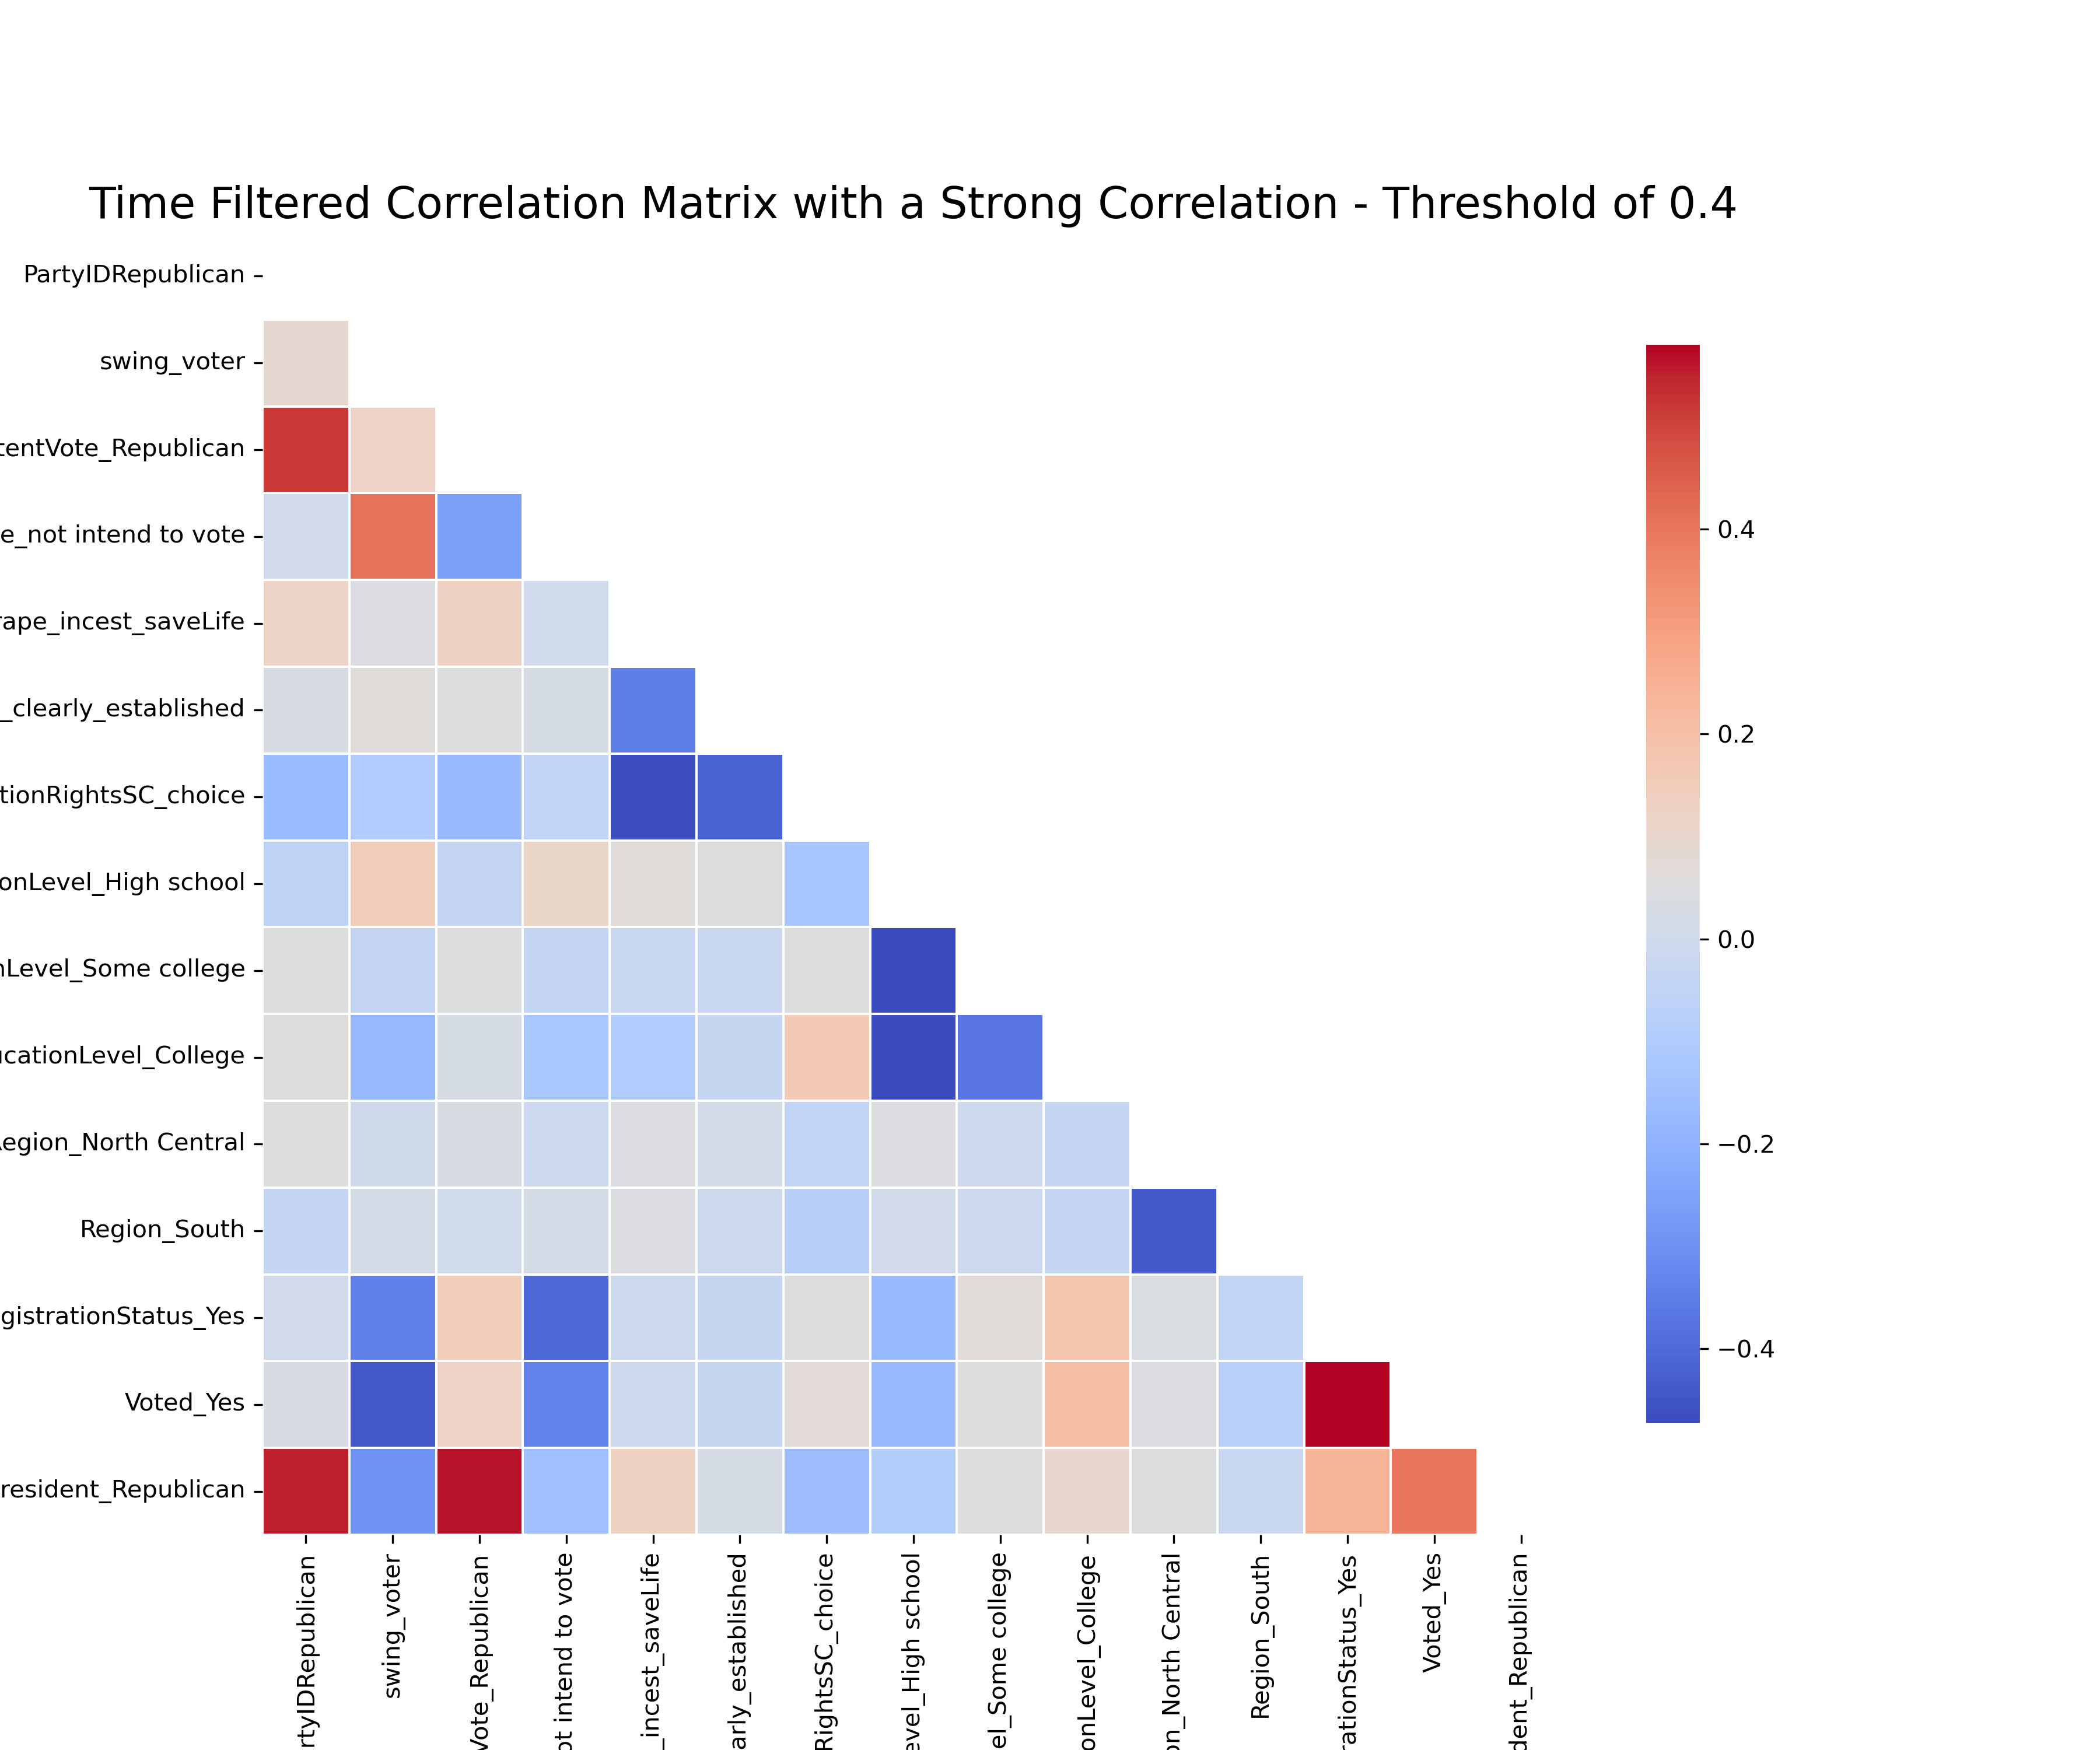 Time Filtered Correlation Matrix with a Strong Correlation - Threshold of 0.4
PartyIDRepublican
swing_voter
tentVote_Republican
e_not intend to vote
rape_incest_saveLife
_clearly_established
tionRightsSC_choice
onLevel_High school
nLevel_Some college
ucationLevel_College
Region_North Central
Region_South
gistrationStatus_Yes
Voted_Yes
resident_Republican
0.4
0.2
0.0
−0.2
−0.4
rtyIDRepublican
swing_voter
Vote_Republican
ot intend to vote
_incest_saveLife
early_established
RightsSC_choice
evel_High school
el_Some college
onLevel_College
on_North Central
Region_South
rationStatus_Yes
Voted_Yes
dent_Republican